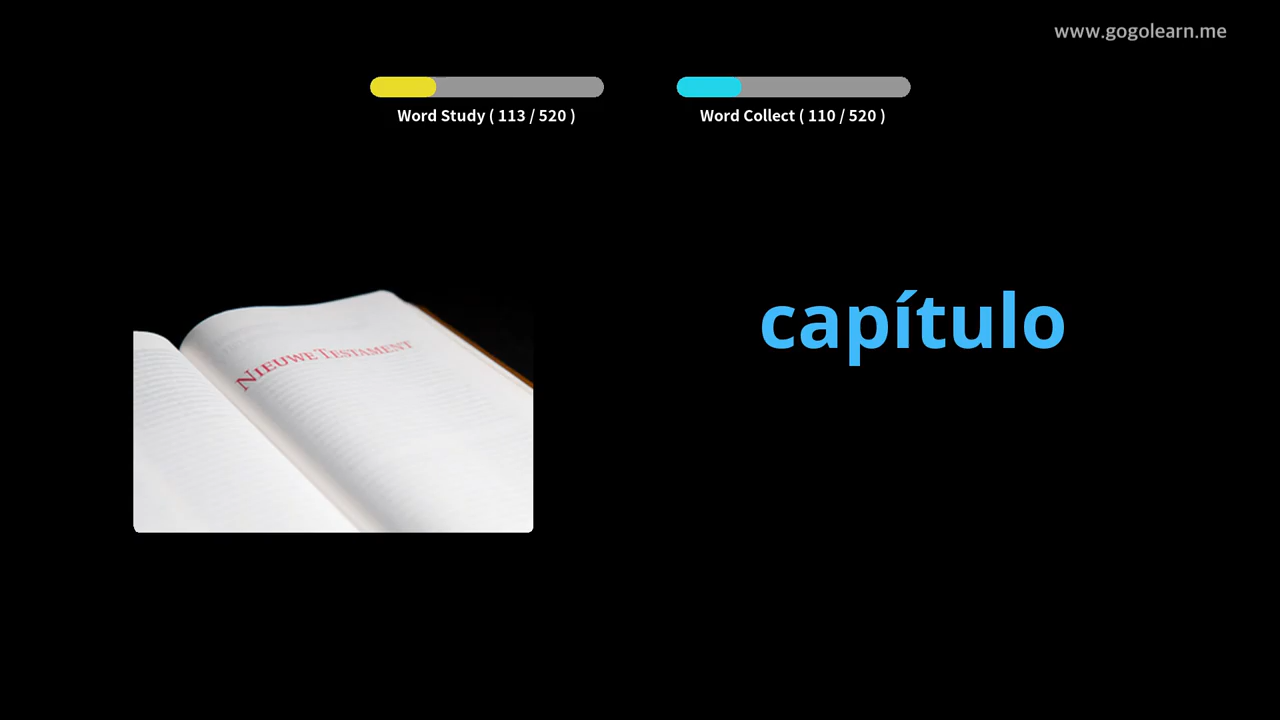 www.gogolearn.me
Word Study ( 113 / 520 )
Word Collect ( 110 / 520 )
capítulo
NIEUWE TESTAMENT